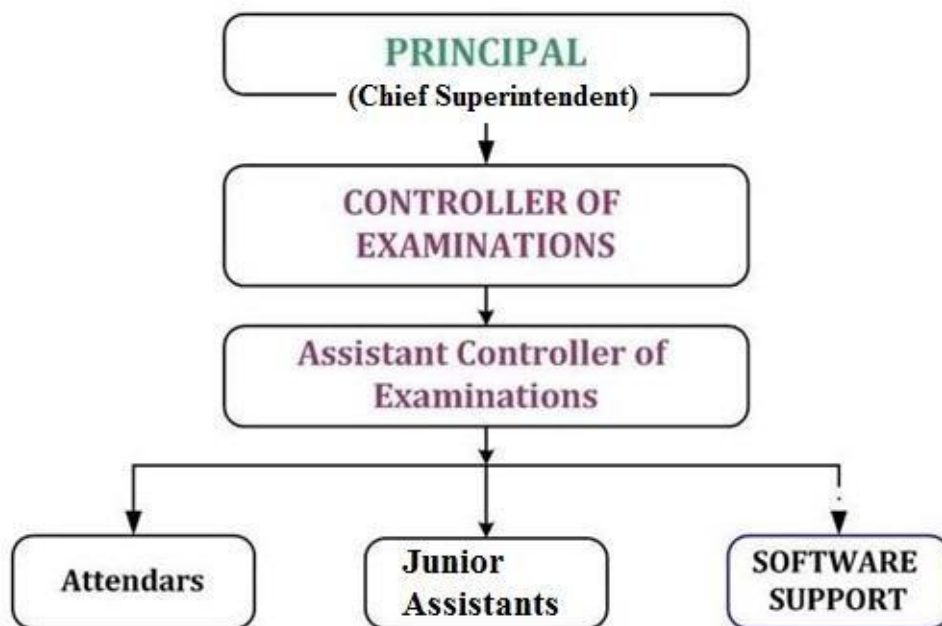 PRINCIPAL
(Chief Superintendent)
CONTROLLER OF
EXAMINATIONS
Assistant Controller of
Examinations
Attendars
Junior
Assistants
SOFTWARE
SUPPORT